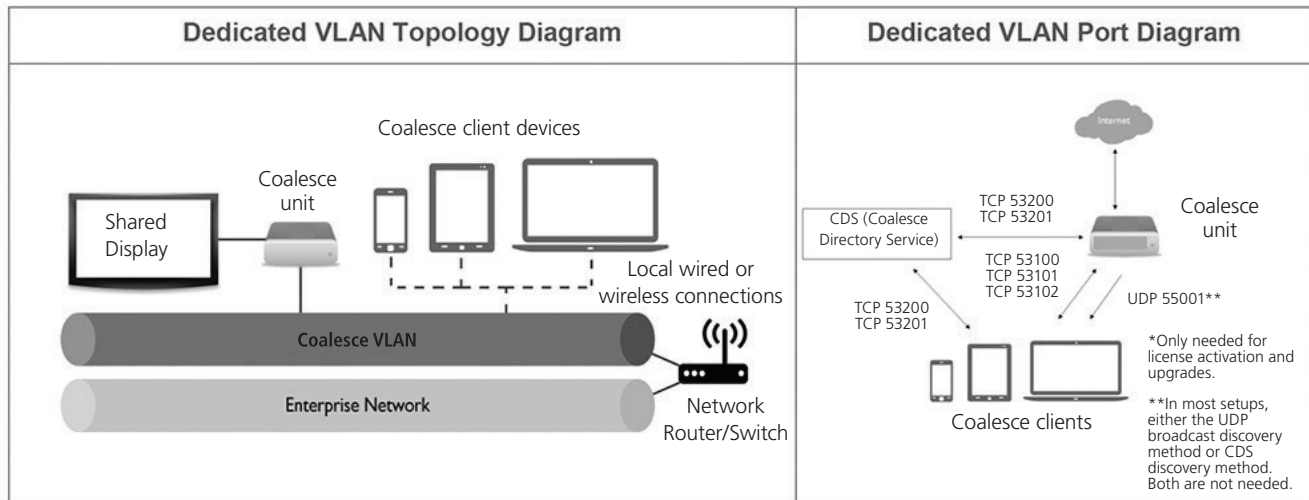 Dedicated VLAN Topology Diagram
Coalesce client devices
Coalesce
unit
Shared
Display
Local wired or
wireless connections
Coalesce VLAN
Enterprise Network
Network
Router/Switch
Dedicated VLAN Port Diagram
Internet
TCP 53200
TCP 53201
CDS (Coalesce
Directory Service)
Coalesce
unit
TCP 53100
TCP 53101
TCP 53102
UDP 55001**
TCP 53200
TCP 53201
*Only needed for
license activation and
upgrades.
Coalesce clients
**In most setups,
either the UDP
broadcast discovery
method or CDS
discovery method.
Both are not needed.